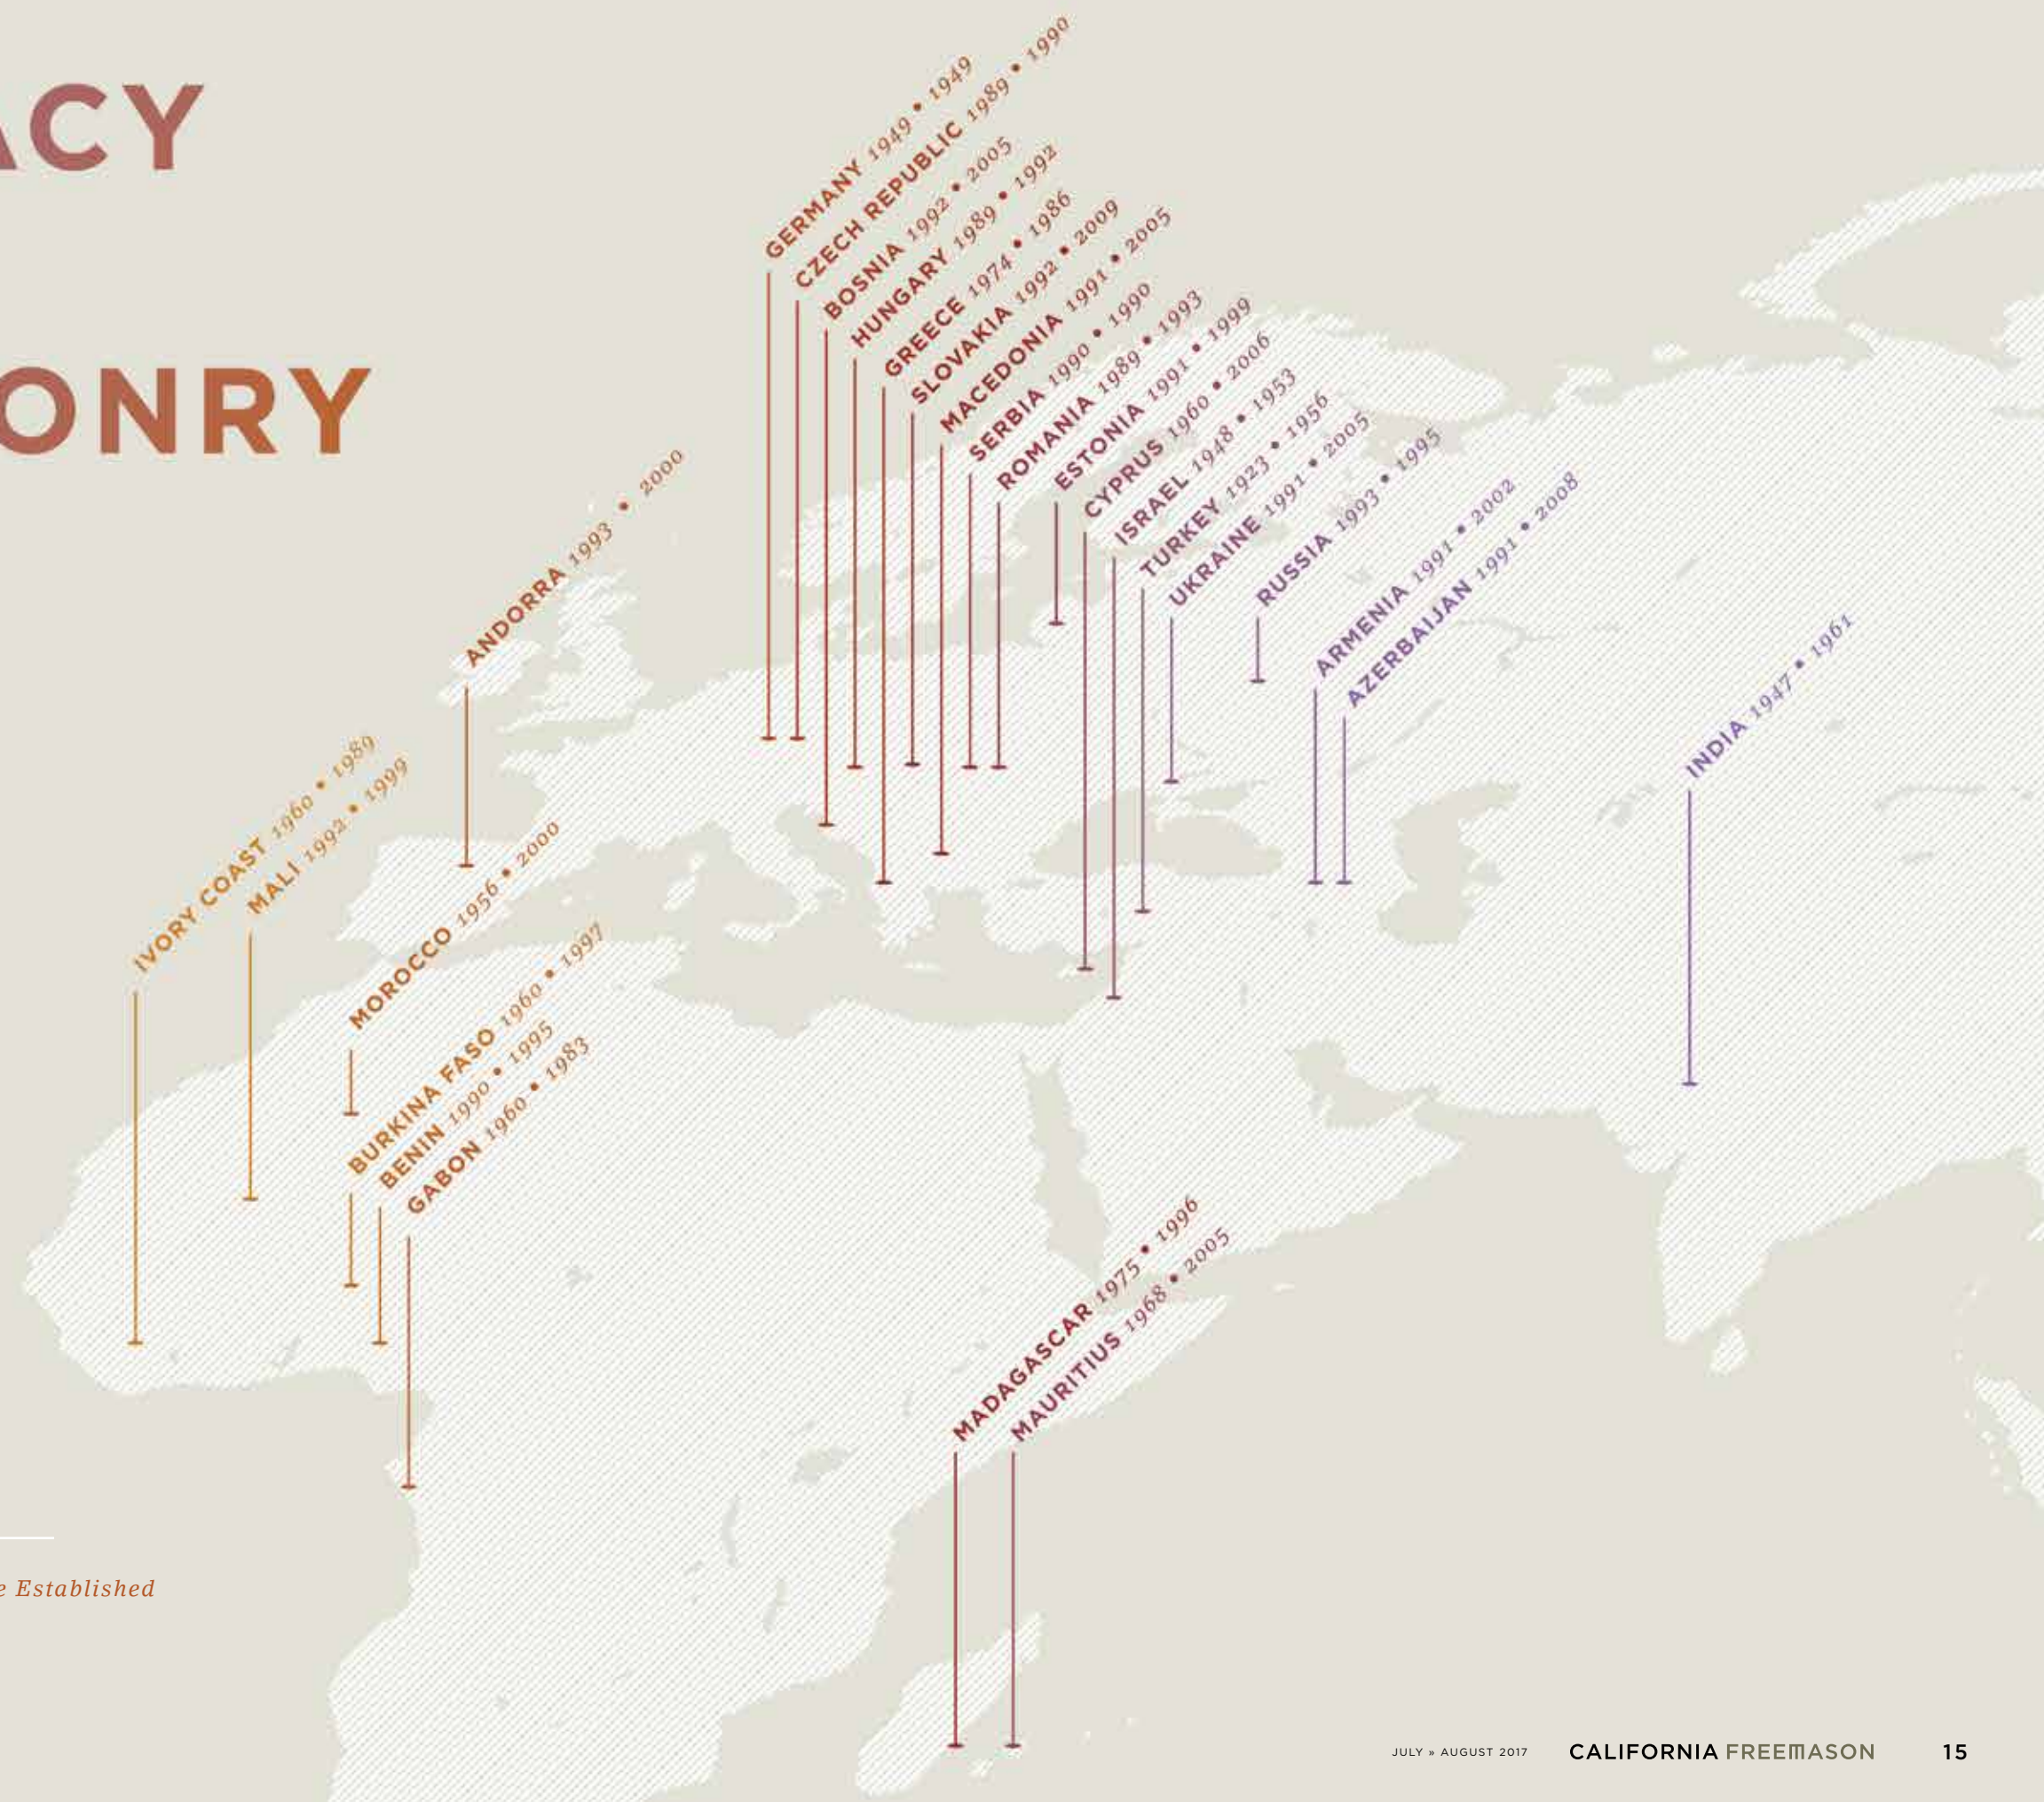 ACY
ONRY
GERMANY 1949 • 1949
CZECH REPUBLIC 1989 • 1990
BOSNIA 1992 • 2005
HUNGARY 1989 • 1992
GREECE 1974 • 1986
SLOVAKIA 1992 • 2009
MACEDONIA 1991 • 2005
SERBIA 1990 • 1990
ROMANIA 1989 • 1993
ESTONIA 1991 • 1999
CYPRUS 1960 • 2006
ISRAEL 1948 • 1953
TURKEY 1923 • 1956
UKRAINE 1991 • 2005
RUSSIA 1993 • 1995
ARMENIA 1991 • 2002
AZERBAIJAN 1991 • 2008
INDIA 1947 • 1961
ANDORRA 1993 • 2000
IVORY COAST 1960 • 1989
MALI 1992 • 1999
MOROCCO 1956 • 2000
BURKINA FASO 1960 • 1997
BENIN 1990 • 1995
GABON 1960 • 1983
MADAGASCAR 1975 • 1996
MAURITIUS 1968 • 2005
e Established
JULY » AUGUST 2017 CALIFORNIA FREEMASON 15